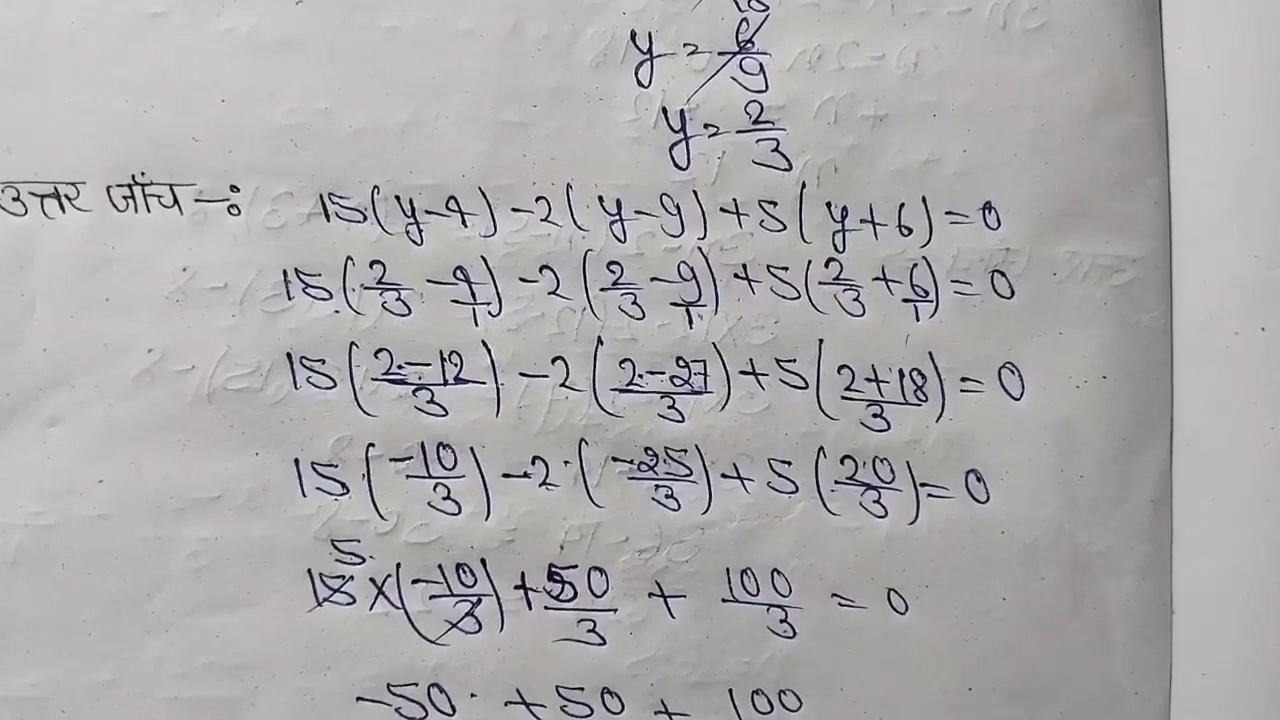 y = 6/9
y = 2/3
उत्तर जाँच -: 15(y-4) -2(y-9) +5(y+6) = 0
15(2/3 - 4/1) -2(2/3 - 9/1) +5(2/3 + 6/1) = 0
15((2-12)/3) -2((2-27)/3) +5((2+18)/3) = 0
15(-10/3) -2(-25/3) +5(20/3) = 0
5
15×(-10/3) + 50/3 + 100/3 = 0
-50 + 50 + 100